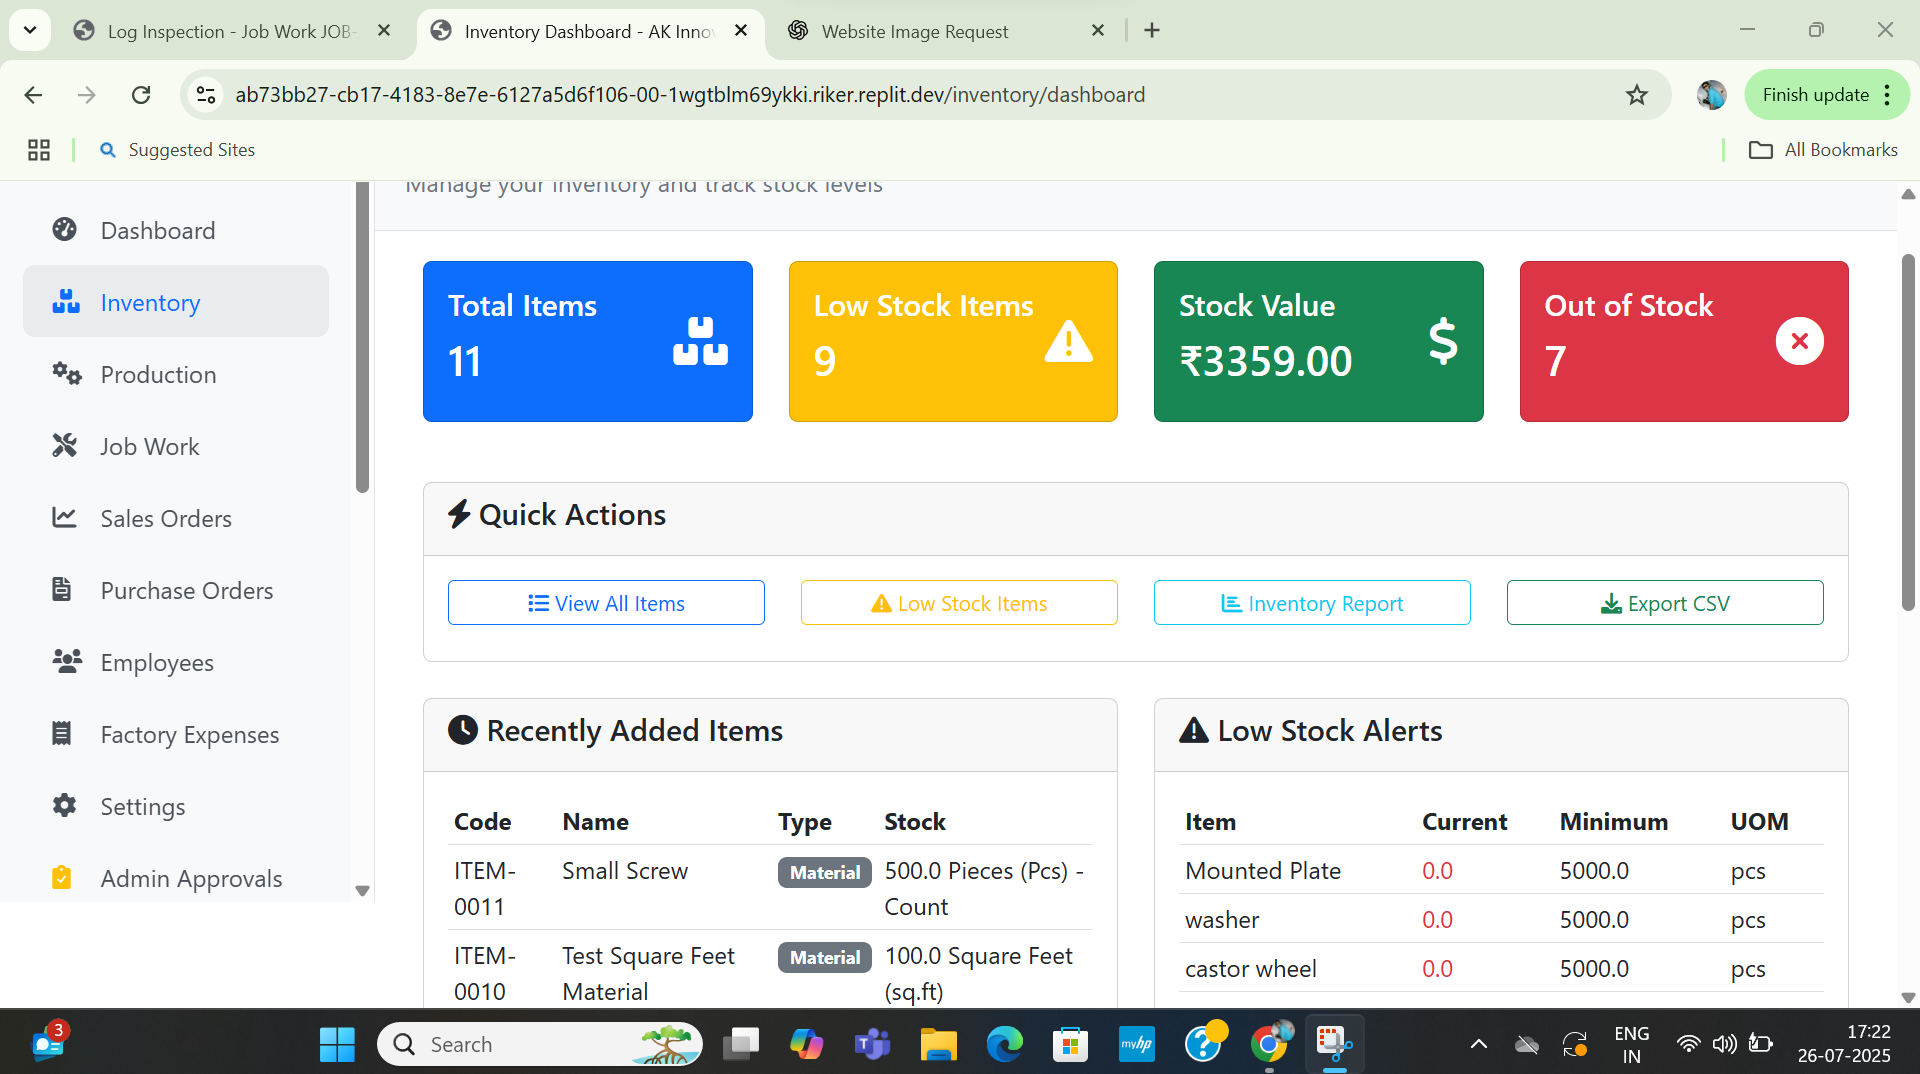 Log Inspection - Job Work JOB-
Inventory Dashboard - AK Inno
Website Image Request
ab73bb27-cb17-4183-8e7e-6127a5d6f106-00-1wgtblm69ykki.riker.replit.dev/inventory/dashboard
Finish update
Suggested Sites
All Bookmarks
Manage your inventory and track stock levels
Dashboard
Inventory
Production
Job Work
Sales Orders
Purchase Orders
Employees
Factory Expenses
Settings
Admin Approvals
Total Items
11
Low Stock Items
9
Stock Value
₹3359.00
Out of Stock
7
Quick Actions
View All Items
Low Stock Items
Inventory Report
Export CSV
Recently Added Items
Code Name Type Stock
ITEM- Small Screw Material 500.0 Pieces (Pcs) -
0011 Count
ITEM- Test Square Feet Material 100.0 Square Feet
0010 Material (sq.ft)
Low Stock Alerts
Item Current Minimum UOM
Mounted Plate 0.0 5000.0 pcs
washer 0.0 5000.0 pcs
castor wheel 0.0 5000.0 pcs
3
Search
myhp
ENG
IN
17:22
26-07-2025